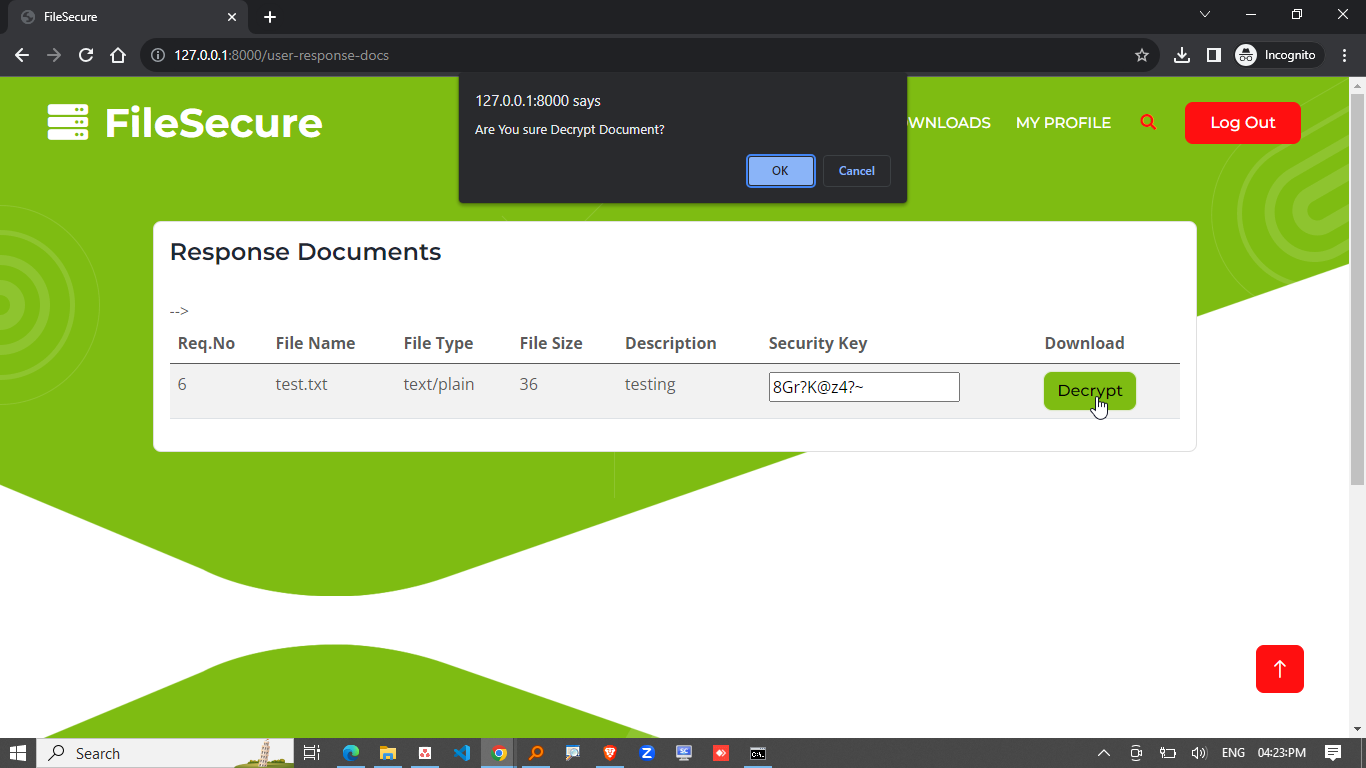 FileSecure
127.0.0.1:8000/user-response-docs
Incognito
127.0.0.1:8000 says
Are You sure Decrypt Document?
OK
Cancel
FileSecure
WNLOADS
MY PROFILE
Log Out
Response Documents
-->
Req.No File Name File Type File Size Description Security Key Download
6 test.txt text/plain 36 testing 8Gr?K@z4?~ Decrypt
Search
ENG
04:23:PM